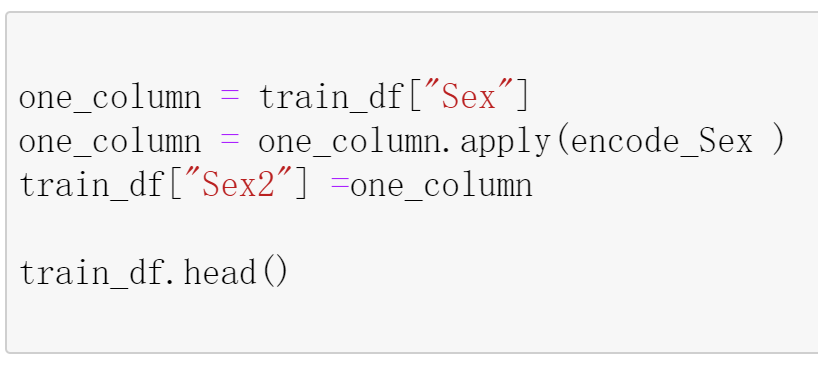 one_column = train_df["Sex"]
one_column = one_column.apply(encode_Sex )
train_df["Sex2"] =one_column
train_df.head()